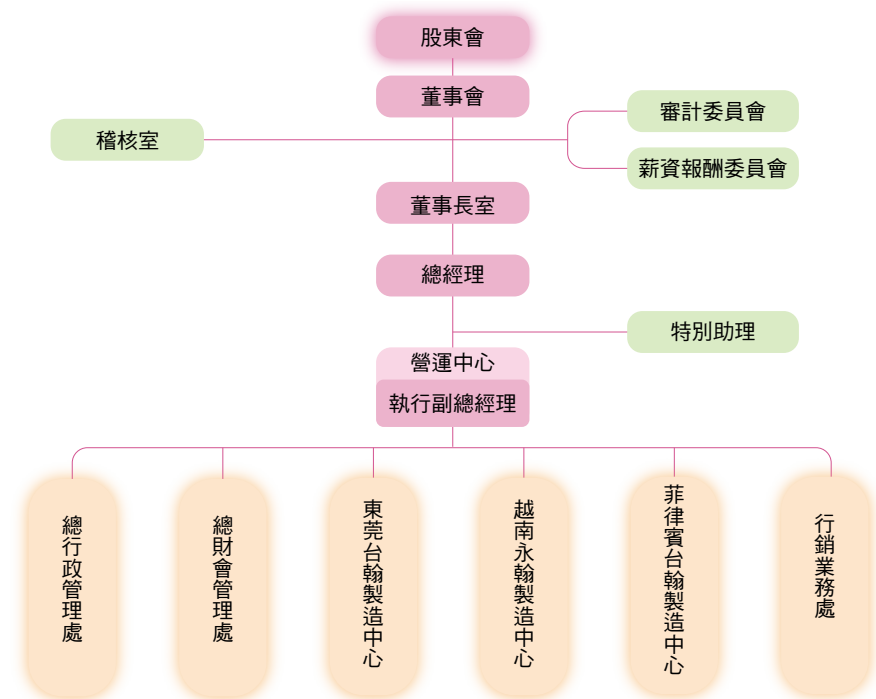 股東會
董事會
審計委員會
稽核室
薪資報酬委員會
董事長室
總經理
特別助理
營運中心
執行副總經理
總行政管理處
總財會管理處
東莞台翰製造中心
越南永翰製造中心
菲律賓台翰製造中心
行銷業務處